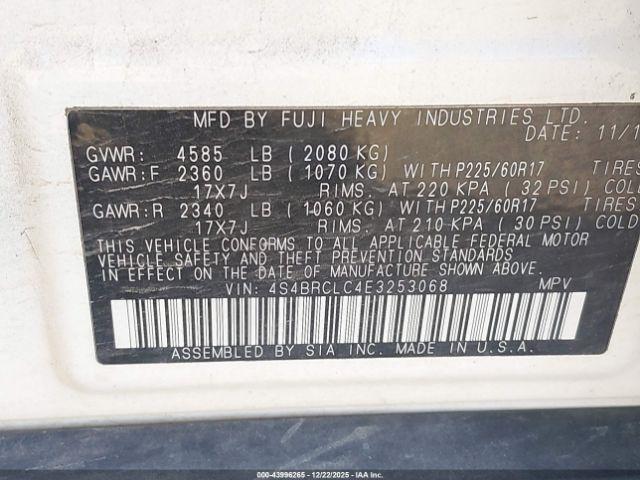 MFD BY FUJI HEAVY INDUSTRIES LTD.
DATE: 11/1
GVWR: 4585 LB ( 2080 KG)
GAWR:F 2360 LB ( 1070 KG) WITH P225/60R17 TIRES
17X7J RIMS, AT 220 KPA ( 32 PSI) COLD
GAWR:R 2340 LB ( 1060 KG) WITH P225/60R17 TIRES
17X7J RIMS, AT 210 KPA ( 30 PSI) COLD
THIS VEHICLE CONFORMS TO ALL APPLICABLE FEDERAL MOTOR
VEHICLE SAFETY AND THEFT PREVENTION STANDARDS
IN EFFECT ON THE DATE OF MANUFACTURE SHOWN ABOVE.
VIN: 4S4BRCLC4E3253068 MPV
ASSEMBLED BY SIA INC. MADE IN U.S.A.
000-43996265 - 12/22/2025 - IAA Inc.